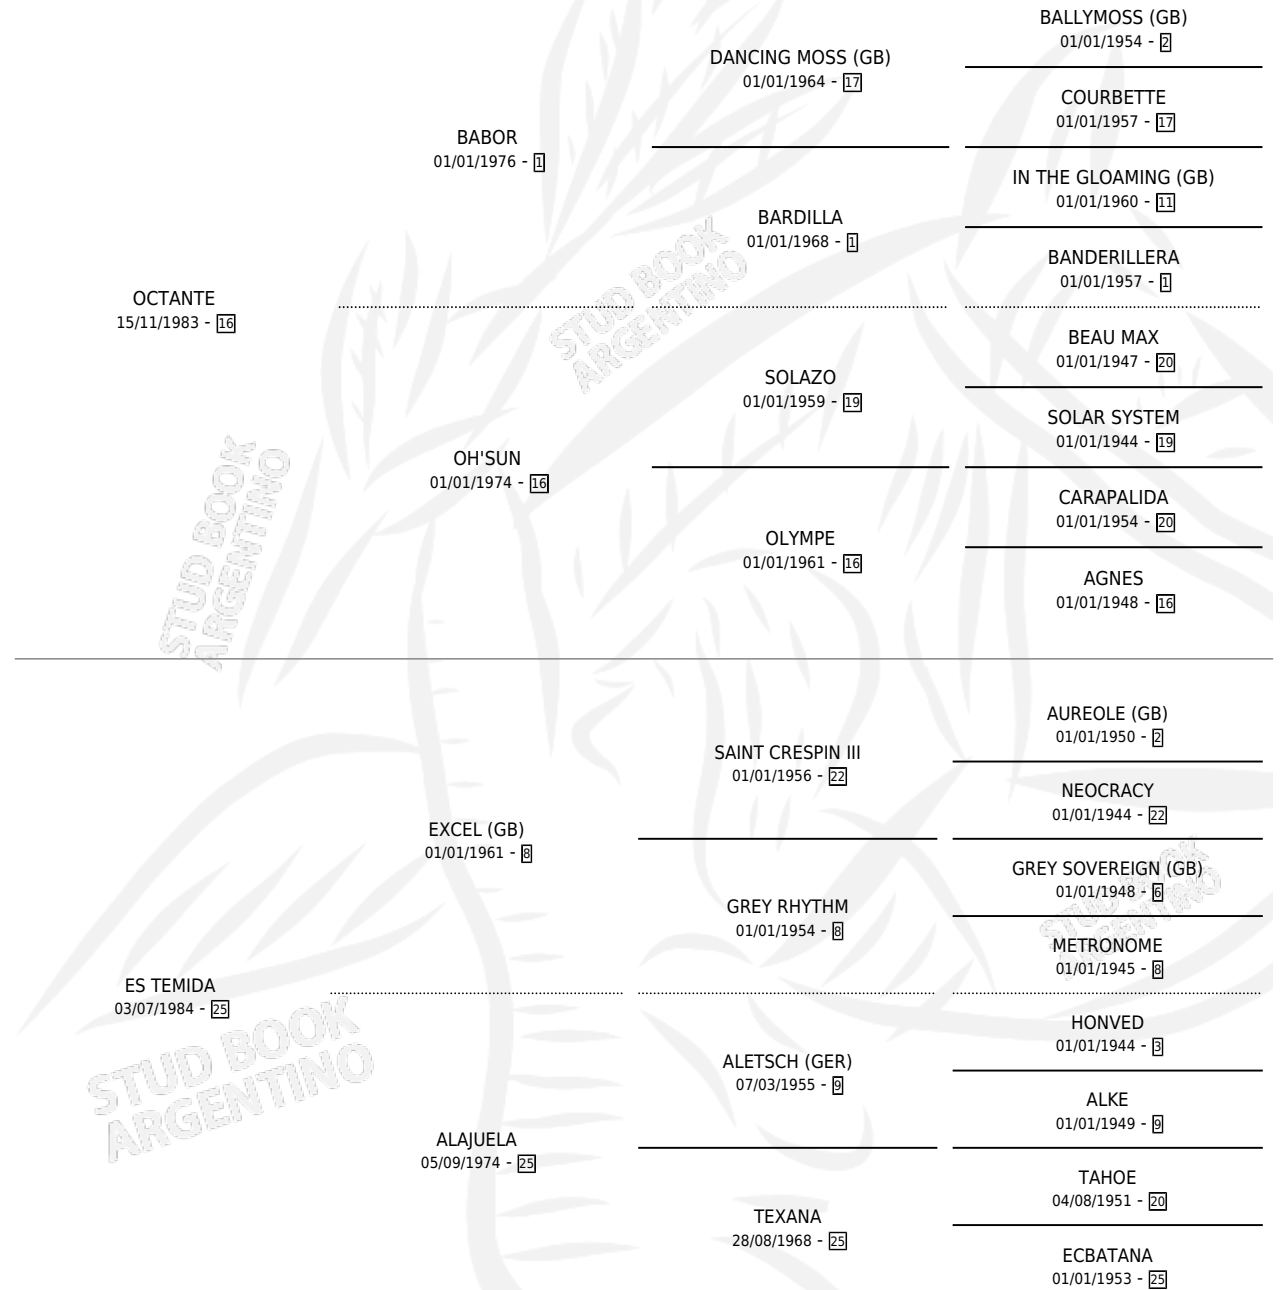 BALLYMOSS (GB)
01/01/1954 - 2
DANCING MOSS (GB)
01/01/1964 - 17
COURBETTE
01/01/1957 - 17
BABOR
01/01/1976 - 1
IN THE GLOAMING (GB)
01/01/1960 - 11
BARDILLA
01/01/1968 - 1
BANDERILLERA
01/01/1957 - 1
OCTANTE
15/11/1983 - 16
BEAU MAX
01/01/1947 - 20
SOLAZO
01/01/1959 - 19
SOLAR SYSTEM
01/01/1944 - 19
OH'SUN
01/01/1974 - 16
CARAPALIDA
01/01/1954 - 20
OLYMPE
01/01/1961 - 16
AGNES
01/01/1948 - 16
AUREOLE (GB)
01/01/1950 - 2
SAINT CRESPIN III
01/01/1956 - 22
NEOCRACY
01/01/1944 - 22
EXCEL (GB)
01/01/1961 - 8
GREY SOVEREIGN (GB)
01/01/1948 - 6
GREY RHYTHM
01/01/1954 - 8
METRONOME
01/01/1945 - 8
ES TEMIDA
03/07/1984 - 25
HONVED
01/01/1944 - 3
ALETSCH (GER)
07/03/1955 - 9
ALKE
01/01/1949 - 9
ALAJUELA
05/09/1974 - 25
TAHOE
04/08/1951 - 20
TEXANA
28/08/1968 - 25
ECBATANA
01/01/1953 - 25
STUD BOOK
ARGENTINO
STUD BOOK
ARGENTINO
STUD BOOK
ARGENTINO
STUD BOOK
ARGENTINO